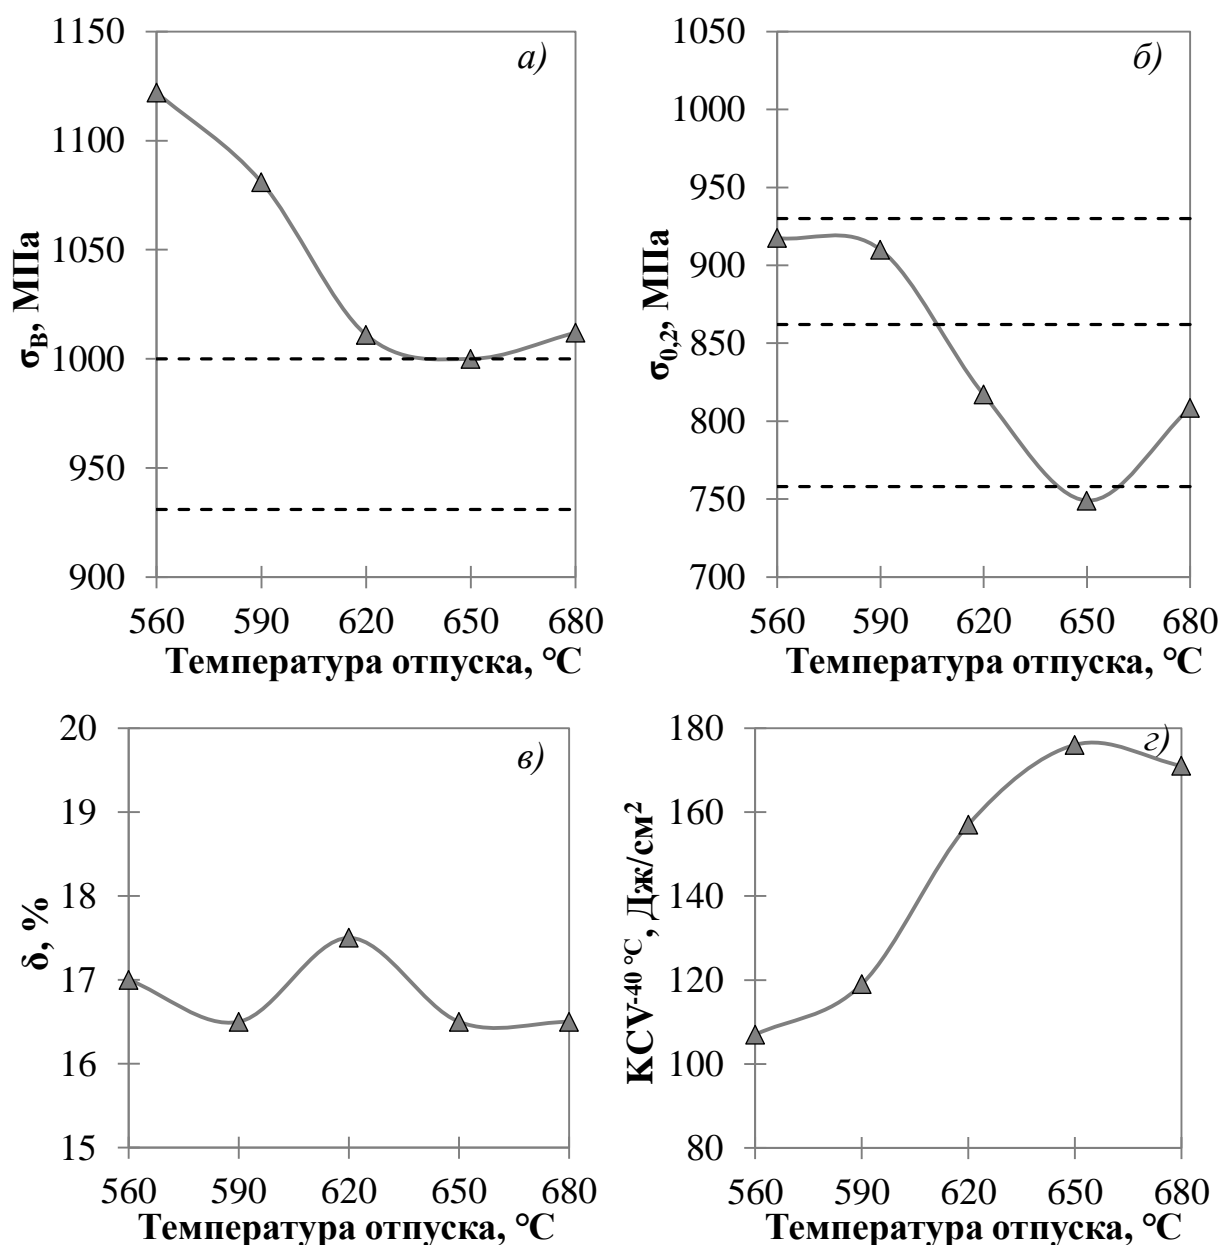 а)
σВ, МПа
1150
1100
1050
1000
950
900
560 590 620 650 680
Температура отпуска, °С
б)
σ0,2, МПа
1050
1000
950
900
850
800
750
700
560 590 620 650 680
Температура отпуска, °С
в)
δ, %
20
19
18
17
16
15
560 590 620 650 680
Температура отпуска, °С
г)
KCV-40 °C, Дж/см²
180
160
140
120
100
80
560 590 620 650 680
Температура отпуска, °С